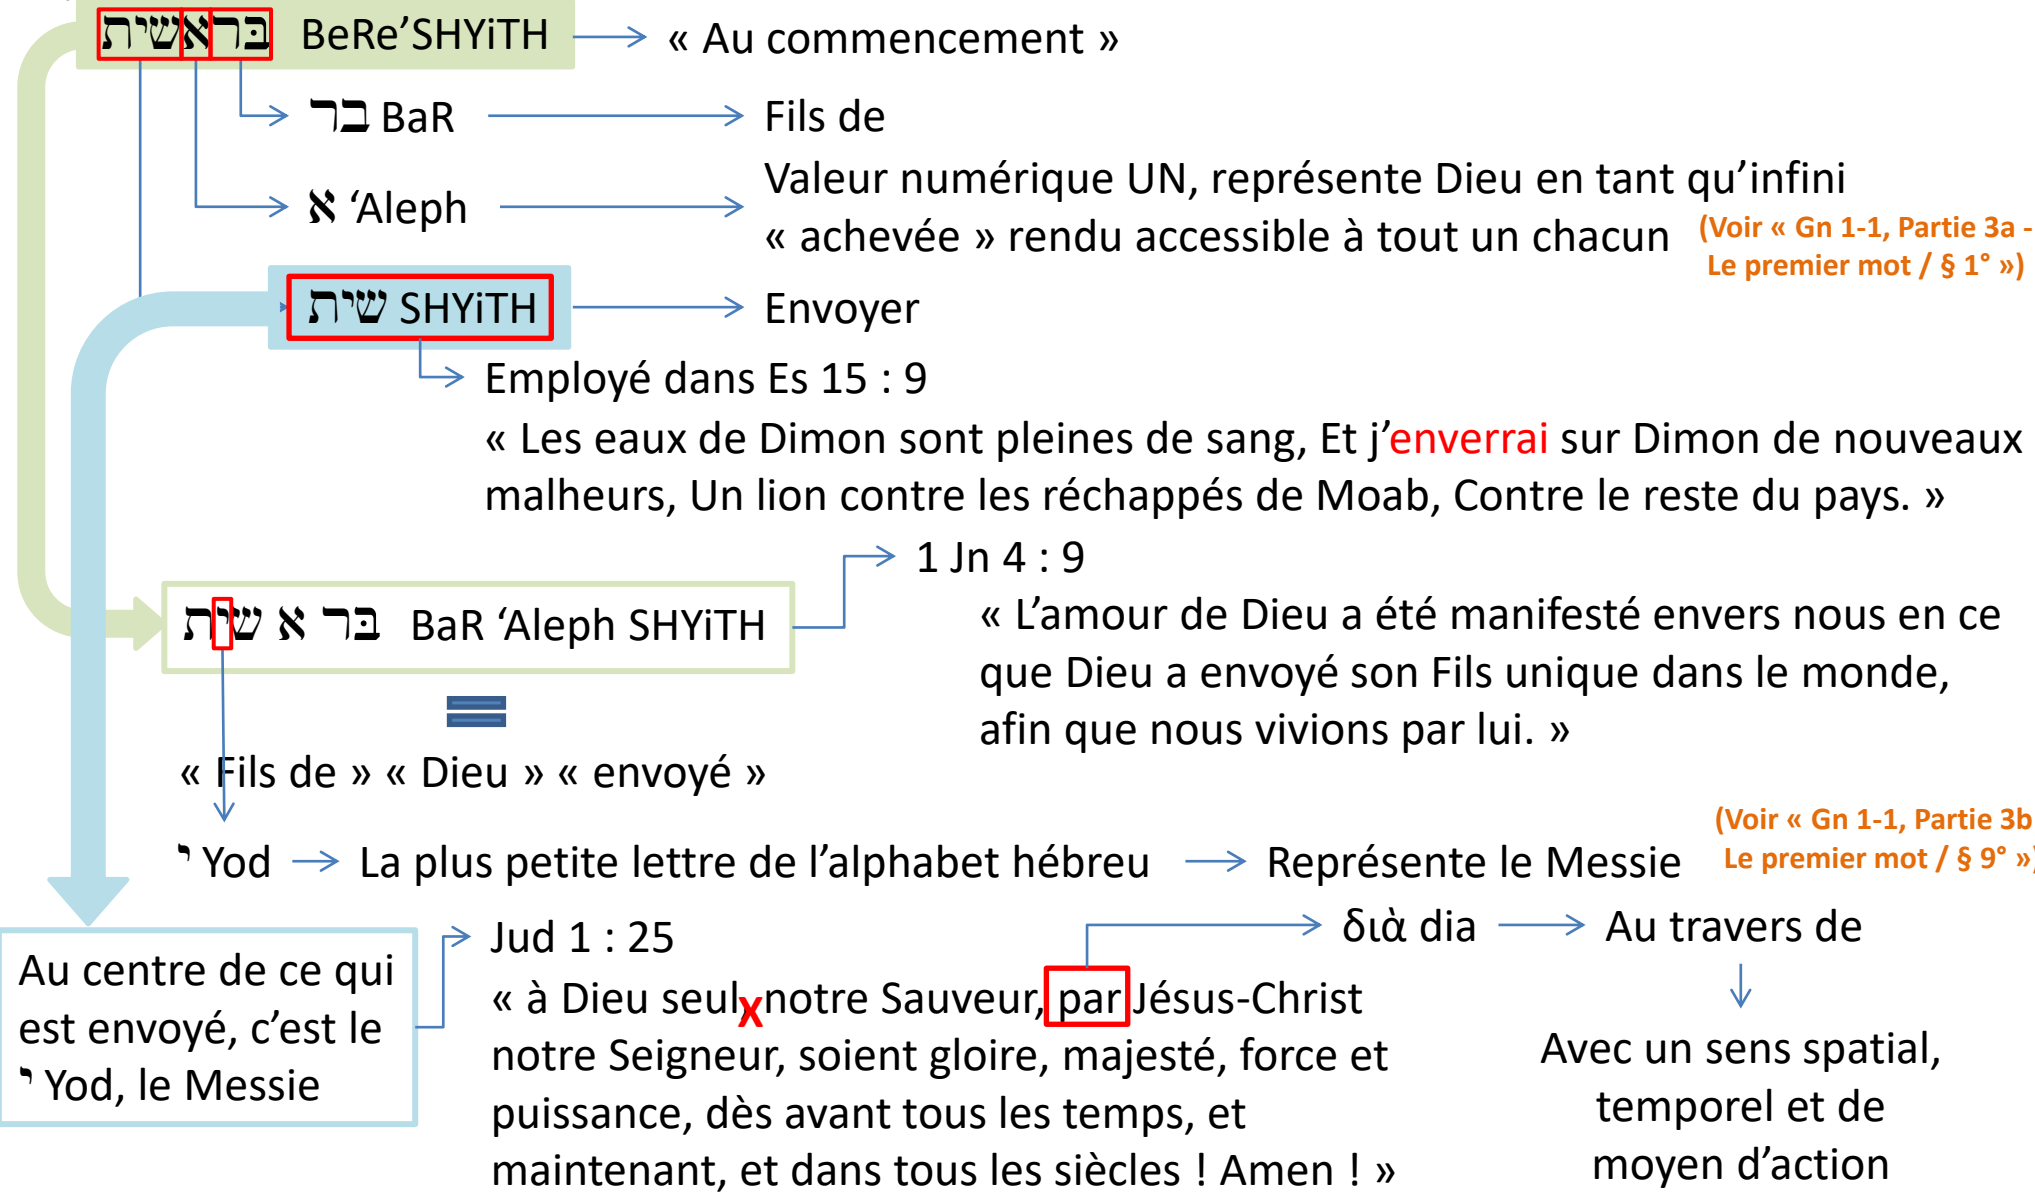 בּראשית BeRe’SHYiTH « Au commencement »
בר BaR Fils de
א ‘Aleph Valeur numérique UN, représente Dieu en tant qu’infini
« achevée » rendu accessible à tout un chacun
(Voir « Gn 1-1, Partie 3a -
Le premier mot / § 1° »)
שית SHYiTH Envoyer
Employé dans Es 15 : 9
« Les eaux de Dimon sont pleines de sang, Et j’enverrai sur Dimon de nouveaux
malheurs, Un lion contre les réchappés de Moab, Contre le reste du pays. »
בּר א שית BaR ‘Aleph SHYiTH
1 Jn 4 : 9
« L’amour de Dieu a été manifesté envers nous en ce
que Dieu a envoyé son Fils unique dans le monde,
afin que nous vivions par lui. »
« Fils de » « Dieu » « envoyé »
י Yod La plus petite lettre de l’alphabet hébreu Représente le Messie
(Voir « Gn 1-1, Partie 3b
Le premier mot / § 9° »)
Au centre de ce qui
est envoyé, c’est le
י Yod, le Messie
Jud 1 : 25
« à Dieu seul, x notre Sauveur, par Jésus-Christ
notre Seigneur, soient gloire, majesté, force et
puissance, dès avant tous les temps, et
maintenant, et dans tous les siècles ! Amen ! »
διὰ dia Au travers de
Avec un sens spatial,
temporel et de
moyen d’action